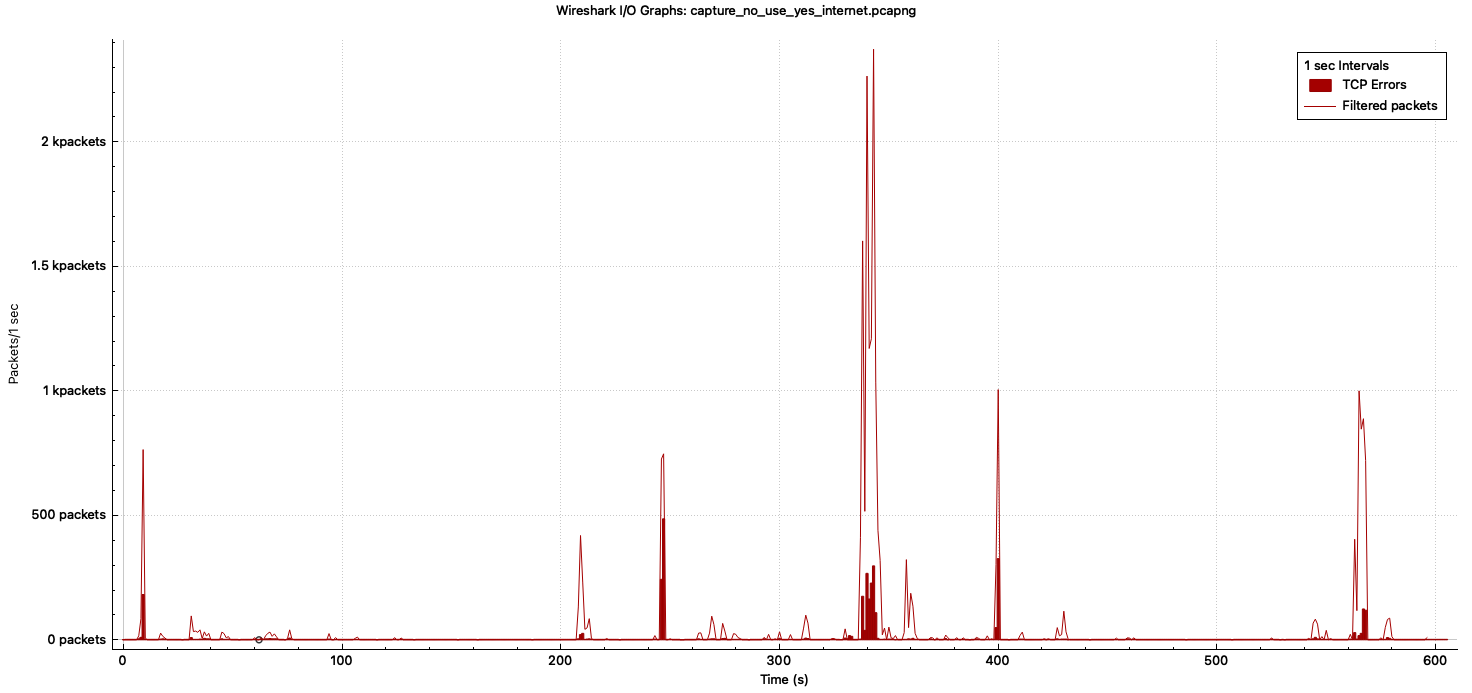 Wireshark I/O Graphs: capture_no_use_yes_internet.pcapng
1 sec Intervals
TCP Errors
Filtered packets
2 kpackets
1.5 kpackets
1 kpackets
500 packets
0 packets
Packets/1 sec
0 100 200 300 400 500 600
Time (s)